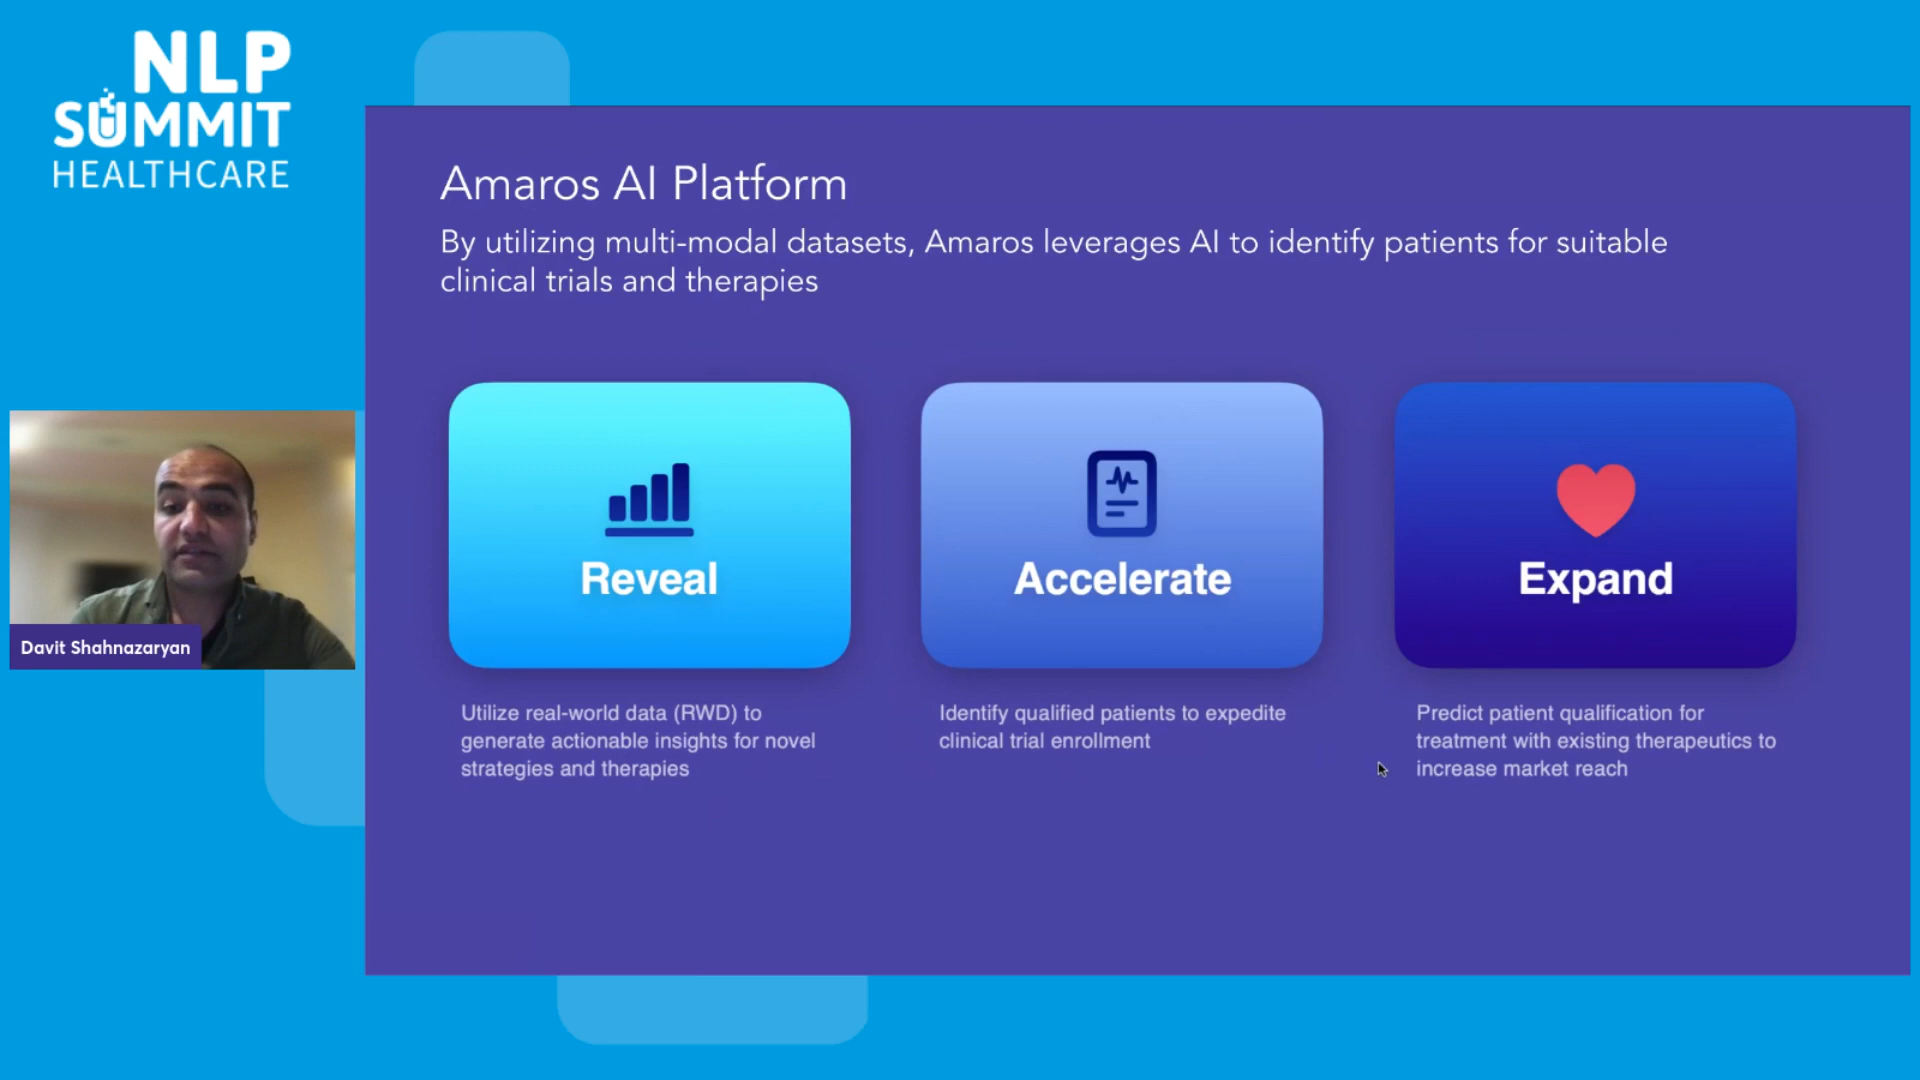 NLP
SUMMIT
HEALTHCARE
Amaros AI Platform
By utilizing multi-modal datasets, Amaros leverages AI to identify patients for suitable
clinical trials and therapies
Davit Shahnazaryan
Reveal
Utilize real-world data (RWD) to
generate actionable insights for novel
strategies and therapies
Accelerate
Identify qualified patients to expedite
clinical trial enrollment
Expand
Predict patient qualification for
treatment with existing therapeutics to
increase market reach